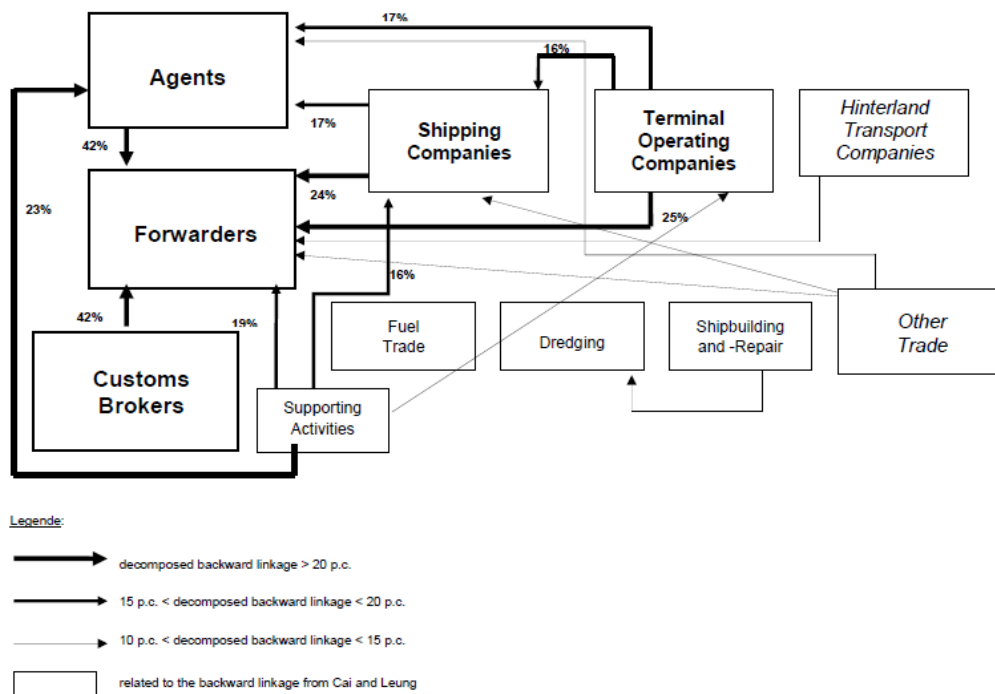 17%
16%
Agents
Hinterland
Transport
Companies
Terminal
Operating
Companies
Shipping
Companies
17%
42%
23%
24%
25%
Forwarders
16%
42%
19%
Fuel
Trade
Dredging
Shipbuilding
and -Repair
Other
Trade
Customs
Brokers
Supporting
Activities
Legende:
decomposed backward linkage > 20 p.c.
15 p.c. < decomposed backward linkage < 20 p.c.
10 p.c. < decomposed backward linkage < 15 p.c.
related to the backward linkage from Cai and Leung